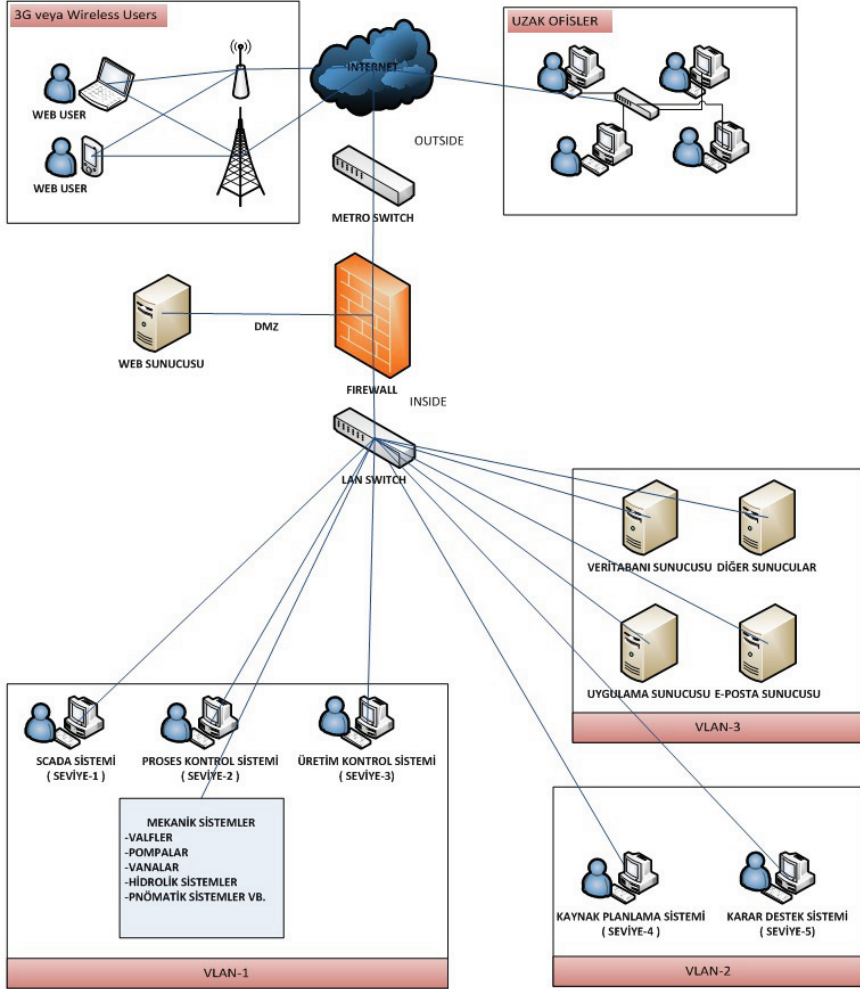 3G veya Wireless Users
UZAK OFİSLER
INTERNET
WEB USER
WEB USER
OUTSIDE
METRO SWITCH
DMZ
WEB SUNUCUSU
FIREWALL
INSIDE
LAN SWITCH
VERİTABANI SUNUCUSU
DİĞER SUNUCULAR
UYGULAMA SUNUCUSU
E-POSTA SUNUCUSU
VLAN-3
SCADA SİSTEMİ
( SEVİYE-1 )
PROSES KONTROL SİSTEMİ
( SEVİYE-2 )
ÜRETİM KONTROL SİSTEMİ
(SEVİYE-3)
MEKANİK SİSTEMLER
-VALFLER
-POMPALAR
-VANALAR
-HİDROLİK SİSTEMLER
-PNÖMATİK SİSTEMLER VB.
VLAN-1
KAYNAK PLANLAMA SİSTEMİ
(SEVİYE-4 )
KARAR DESTEK SİSTEMİ
( SEVİYE-5)
VLAN-2